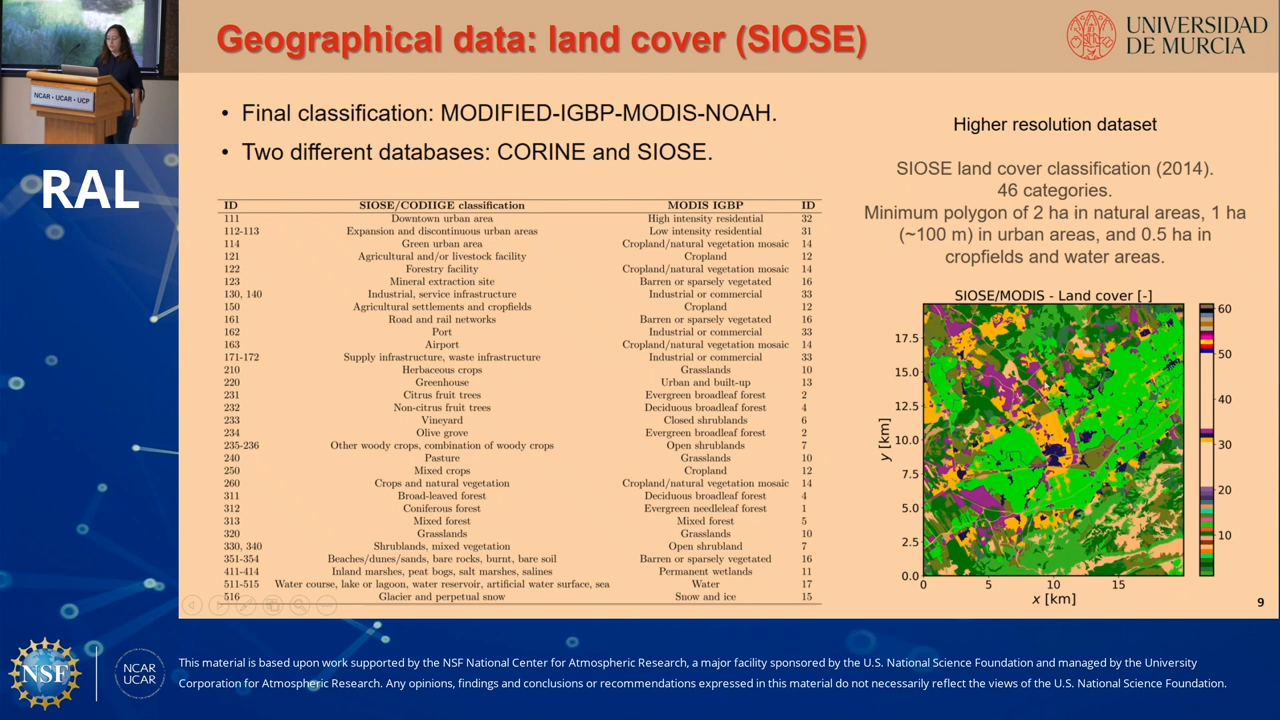 Geographical data: land cover (SIOSE)
UNIVERSIDAD
DE MURCIA
NCAR • UCAR • UCP
RAL
• Final classification: MODIFIED-IGBP-MODIS-NOAH.
• Two different databases: CORINE and SIOSE.
ID SIOSE/CODIIGE classification MODIS IGBP ID
111 Downtown urban area High intensity residential 32
112-113 Expansion and discontinuous urban areas Low intensity residential 31
114 Green urban area Cropland/natural vegetation mosaic 14
121 Agricultural and/or livestock facility Cropland 12
122 Forestry facility Cropland/natural vegetation mosaic 14
123 Mineral extraction site Barren or sparsely vegetated 16
130, 140 Industrial, service infrastructure Industrial or commercial 33
150 Agricultural settlements and cropfields Cropland 12
161 Road and rail networks Barren or sparsely vegetated 16
162 Port Industrial or commercial 33
163 Airport Cropland/natural vegetation mosaic 14
171-172 Supply infrastructure, waste infrastructure Industrial or commercial 33
210 Herbaceous crops Grasslands 10
220 Greenhouse Urban and built-up 13
231 Citrus fruit trees Evergreen broadleaf forest 2
232 Non-citrus fruit trees Deciduous broadleaf forest 4
233 Vineyard Closed shrublands 6
234 Olive grove Evergreen broadleaf forest 2
235-236 Other woody crops, combination of woody crops Open shrublands 7
240 Pasture Grasslands 10
250 Mixed crops Cropland 12
260 Crops and natural vegetation Cropland/natural vegetation mosaic 14
311 Broad-leaved forest Deciduous broadleaf forest 4
312 Coniferous forest Evergreen needleleaf forest 1
313 Mixed forest Mixed forest 5
320 Grasslands Grasslands 10
330, 340 Shrublands, mixed vegetation Open shrubland 7
351-354 Beaches/dunes/sands, bare rocks, burnt, bare soil Barren or sparsely vegetated 16
411-414 Inland marshes, peat bogs, salt marshes, salines Permanent wetlands 11
511-515 Water course, lake or lagoon, water reservoir, artificial water surface, sea Water 17
516 Glacier and perpetual snow Snow and ice 15
Higher resolution dataset
SIOSE land cover classification (2014).
46 categories.
Minimum polygon of 2 ha in natural areas, 1 ha
(~100 m) in urban areas, and 0.5 ha in
cropfields and water areas.
SIOSE/MODIS - Land cover [-]
17.5
15.0
12.5
10.0
7.5
5.0
2.5
0.0
y [km]
0 5 10 15
x [km]
60
50
40
30
20
10
9
NSF
NCAR
UCAR
This material is based upon work supported by the NSF National Center for Atmospheric Research, a major facility sponsored by the U.S. National Science Foundation and managed by the University
Corporation for Atmospheric Research. Any opinions, findings and conclusions or recommendations expressed in this material do not necessarily reflect the views of the U.S. National Science Foundation.